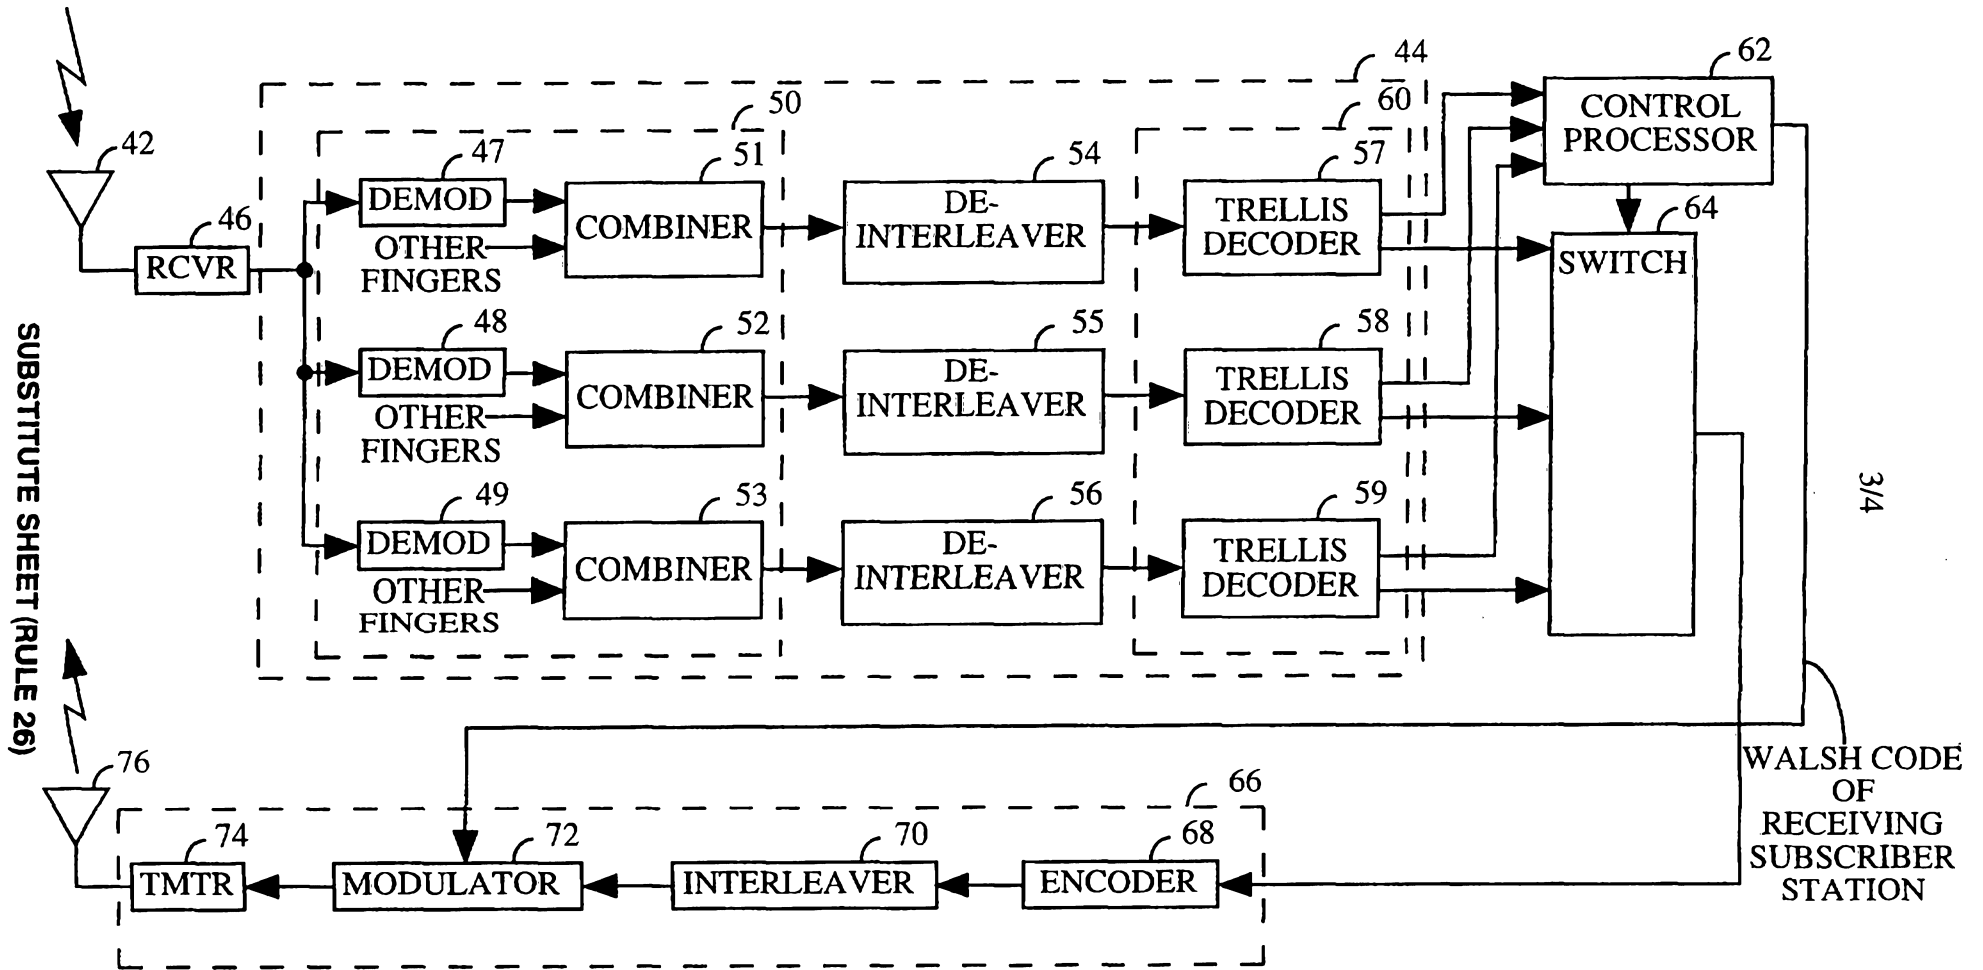 44
62
50
60
CONTROL
PROCESSOR
42
47
51
54
57
DEMOD
COMBINER
DE-
INTERLEAVER
TRELLIS
DECODER
OTHER
FINGERS
46
RCVR
64
SWITCH
48
52
55
58
DEMOD
COMBINER
DE-
INTERLEAVER
TRELLIS
DECODER
OTHER
FINGERS
49
53
56
59
DEMOD
COMBINER
DE-
INTERLEAVER
TRELLIS
DECODER
OTHER
FINGERS
SUBSTITUTE SHEET (RULE 26)
3/4
WALSH CODE
OF
RECEIVING
SUBSCRIBER
STATION
76
66
74
72
70
68
TMTR
MODULATOR
INTERLEAVER
ENCODER